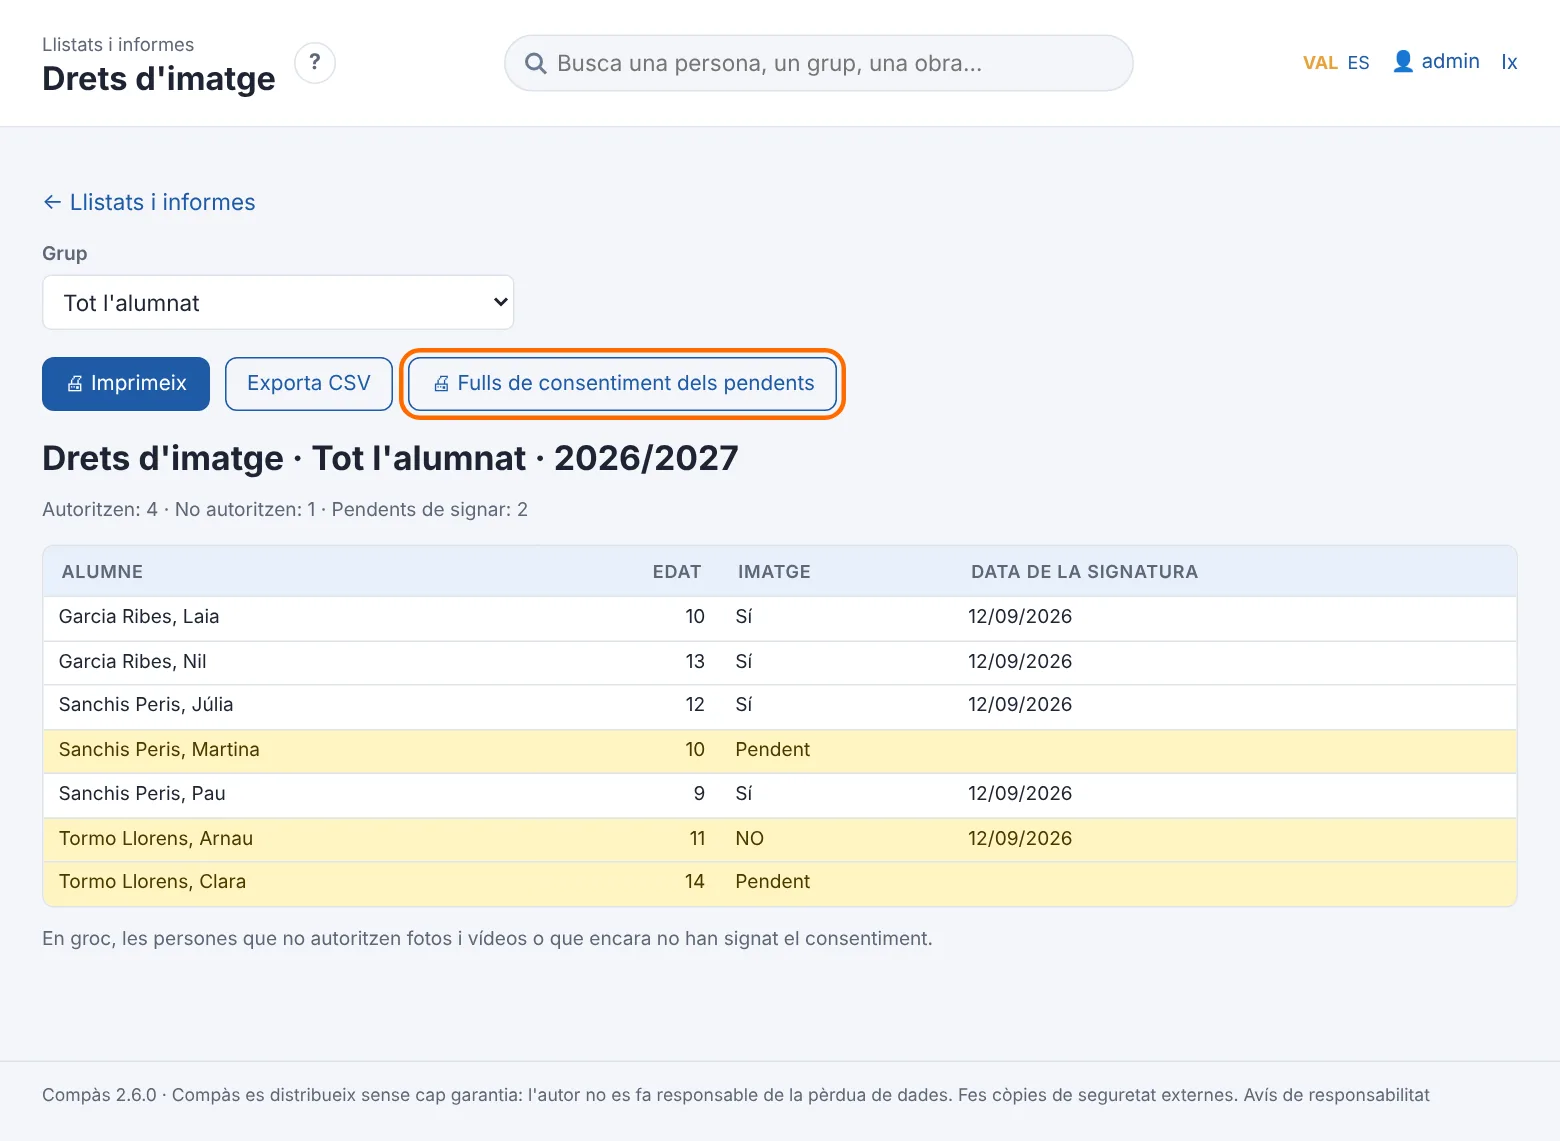 Llistats i informes
Drets d'imatge
?
Busca una persona, un grup, una obra...
VAL ES admin Ix
← Llistats i informes
Grup
Tot l'alumnat
Imprimeix
Exporta CSV
Fulls de consentiment dels pendents
Drets d'imatge · Tot l'alumnat · 2026/2027
Autoritzen: 4 · No autoritzen: 1 · Pendents de signar: 2
ALUMNE EDAT IMATGE DATA DE LA SIGNATURA
Garcia Ribes, Laia 10 Sí 12/09/2026
Garcia Ribes, Nil 13 Sí 12/09/2026
Sanchis Peris, Júlia 12 Sí 12/09/2026
Sanchis Peris, Martina 10 Pendent
Sanchis Peris, Pau 9 Sí 12/09/2026
Tormo Llorens, Arnau 11 NO 12/09/2026
Tormo Llorens, Clara 14 Pendent
En groc, les persones que no autoritzen fotos i vídeos o que encara no han signat el consentiment.
Compàs 2.6.0 · Compàs es distribueix sense cap garantia: l'autor no es fa responsable de la pèrdua de dades. Fes còpies de seguretat externes. Avís de responsabilitat